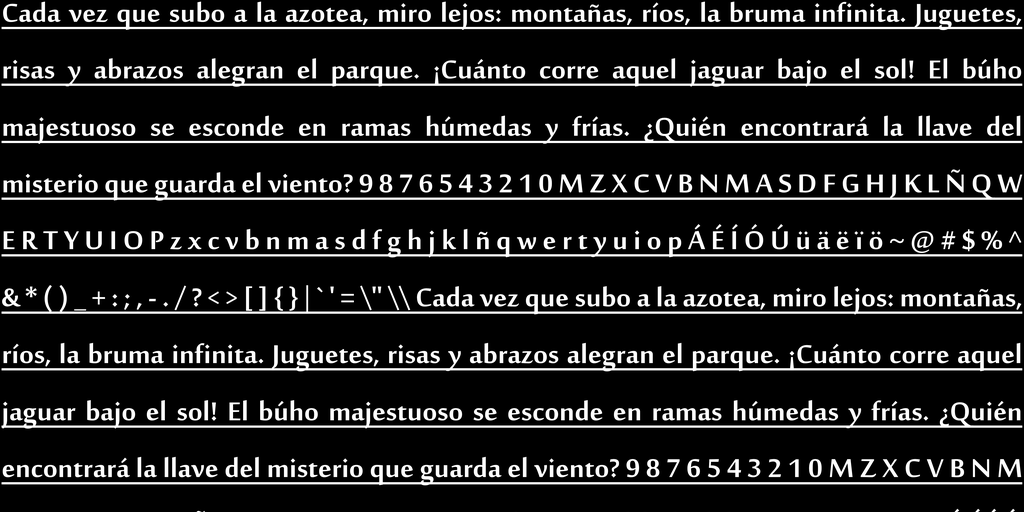 Cada vez que subo a la azotea, miro lejos: montañas, ríos, la bruma infinita. Juguetes,
risas y abrazos alegran el parque. ¡Cuánto corre aquel jaguar bajo el sol! El búho
majestuoso se esconde en ramas húmedas y frías. ¿Quién encontrará la llave del
misterio que guarda el viento? 9 8 7 6 5 4 3 2 1 0 M Z X C V B N M A S D F G H J K L Ñ Q W
E R T Y U I O P z x c v b n m a s d f g h j k l ñ q w e r t y u i o p Á É Í Ó Ú ü ä ë ï ö ~ @ # $ % ^
& * ( ) _ + : ; , - . / ? < > [ ] { } | ` ' = \" \\ Cada vez que subo a la azotea, miro lejos: montañas,
ríos, la bruma infinita. Juguetes, risas y abrazos alegran el parque. ¡Cuánto corre aquel
jaguar bajo el sol! El búho majestuoso se esconde en ramas húmedas y frías. ¿Quién
encontrará la llave del misterio que guarda el viento? 9 8 7 6 5 4 3 2 1 0 M Z X C V B N M